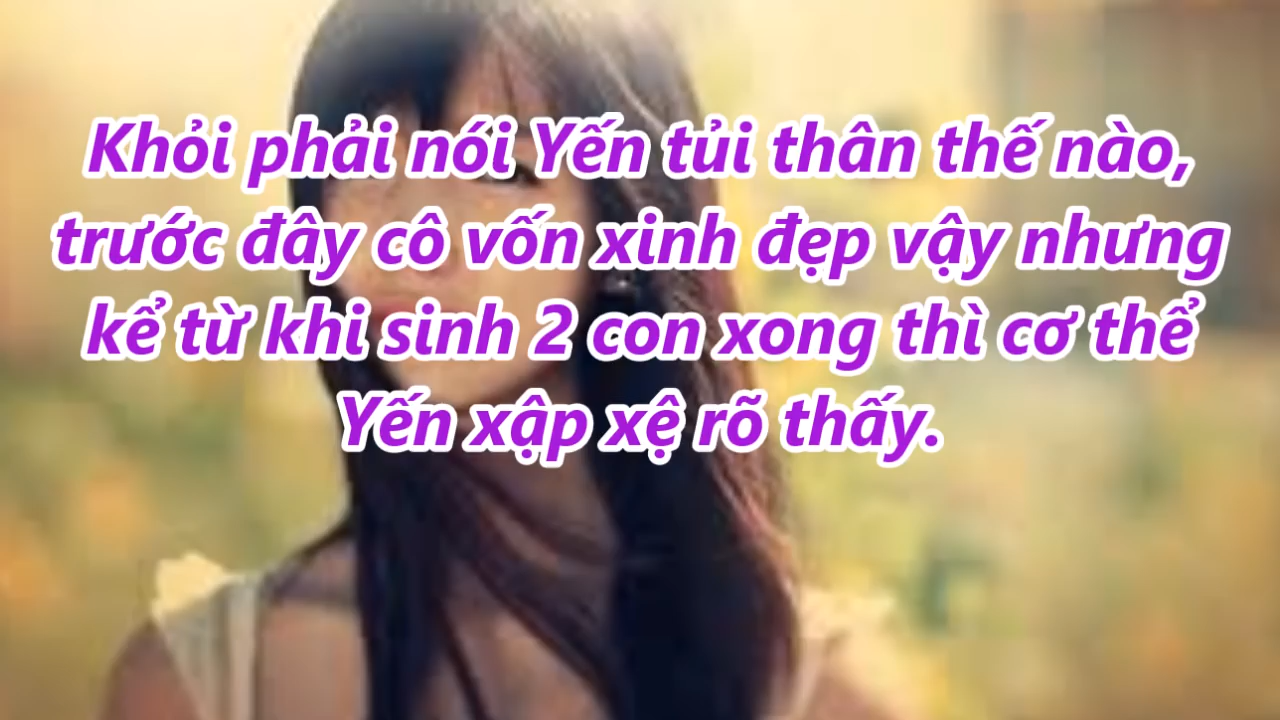 Khỏi phải nói Yến tủi thân thế nào,
trước đây cô vốn xinh đẹp vậy nhưng
kể từ khi sinh 2 con xong thì cơ thể
Yến xập xệ rõ thấy.